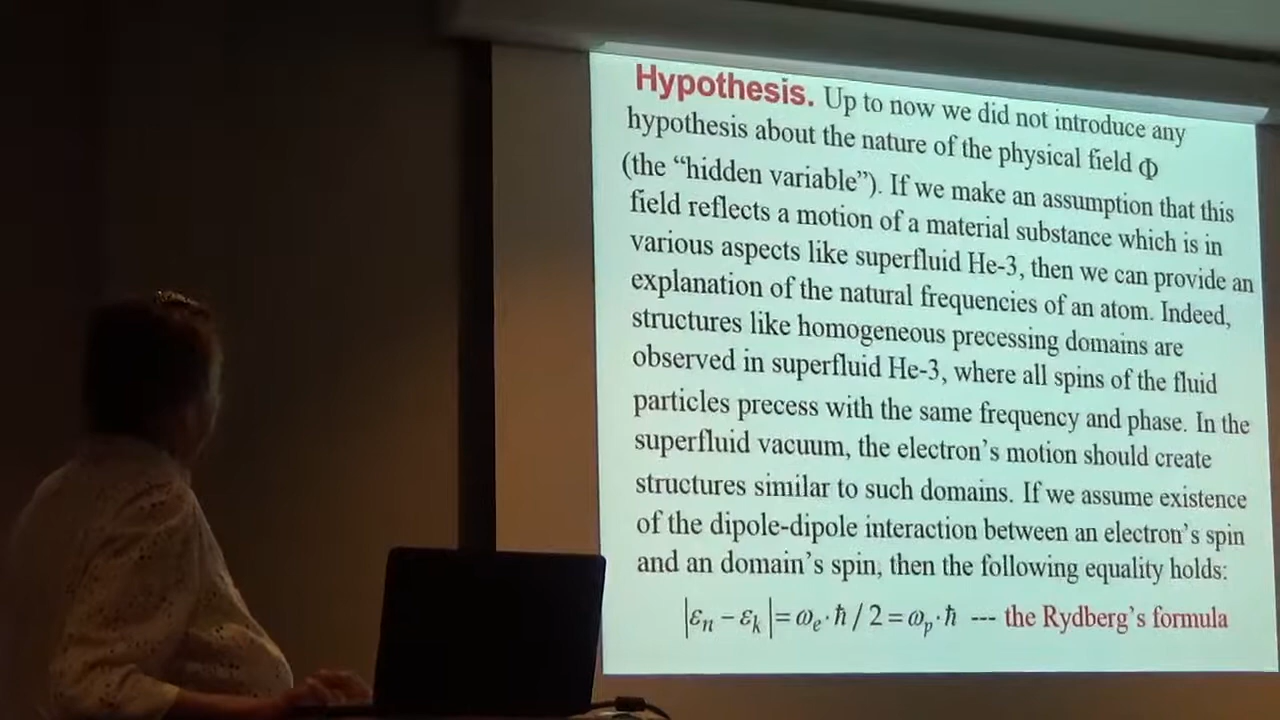 Hypothesis. Up to now we did not introduce any
hypothesis about the nature of the physical field Φ
(the “hidden variable”). If we make an assumption that this
field reflects a motion of a material substance which is in
various aspects like superfluid He-3, then we can provide an
explanation of the natural frequencies of an atom. Indeed,
structures like homogeneous precessing domains are
observed in superfluid He-3, where all spins of the fluid
particles precess with the same frequency and phase. In the
superfluid vacuum, the electron’s motion should create
structures similar to such domains. If we assume existence
of the dipole-dipole interaction between an electron’s spin
and an domain’s spin, then the following equality holds:
|εn − εk| = ωe · ħ / 2 = ωp · ħ --- the Rydberg’s formula